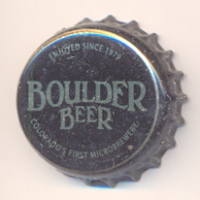 ENJOYED SINCE 1979
BOULDER
BEER
COLORADO'S FIRST MICROBREWERY